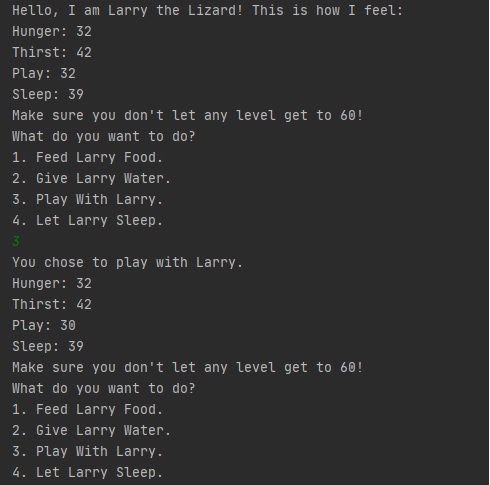 Hello, I am Larry the Lizard! This is how I feel:
Hunger: 32
Thirst: 42
Play: 32
Sleep: 39
Make sure you don't let any level get to 60!
What do you want to do?
1. Feed Larry Food.
2. Give Larry Water.
3. Play With Larry.
4. Let Larry Sleep.
3
You chose to play with Larry.
Hunger: 32
Thirst: 42
Play: 30
Sleep: 39
Make sure you don't let any level get to 60!
What do you want to do?
1. Feed Larry Food.
2. Give Larry Water.
3. Play With Larry.
4. Let Larry Sleep.